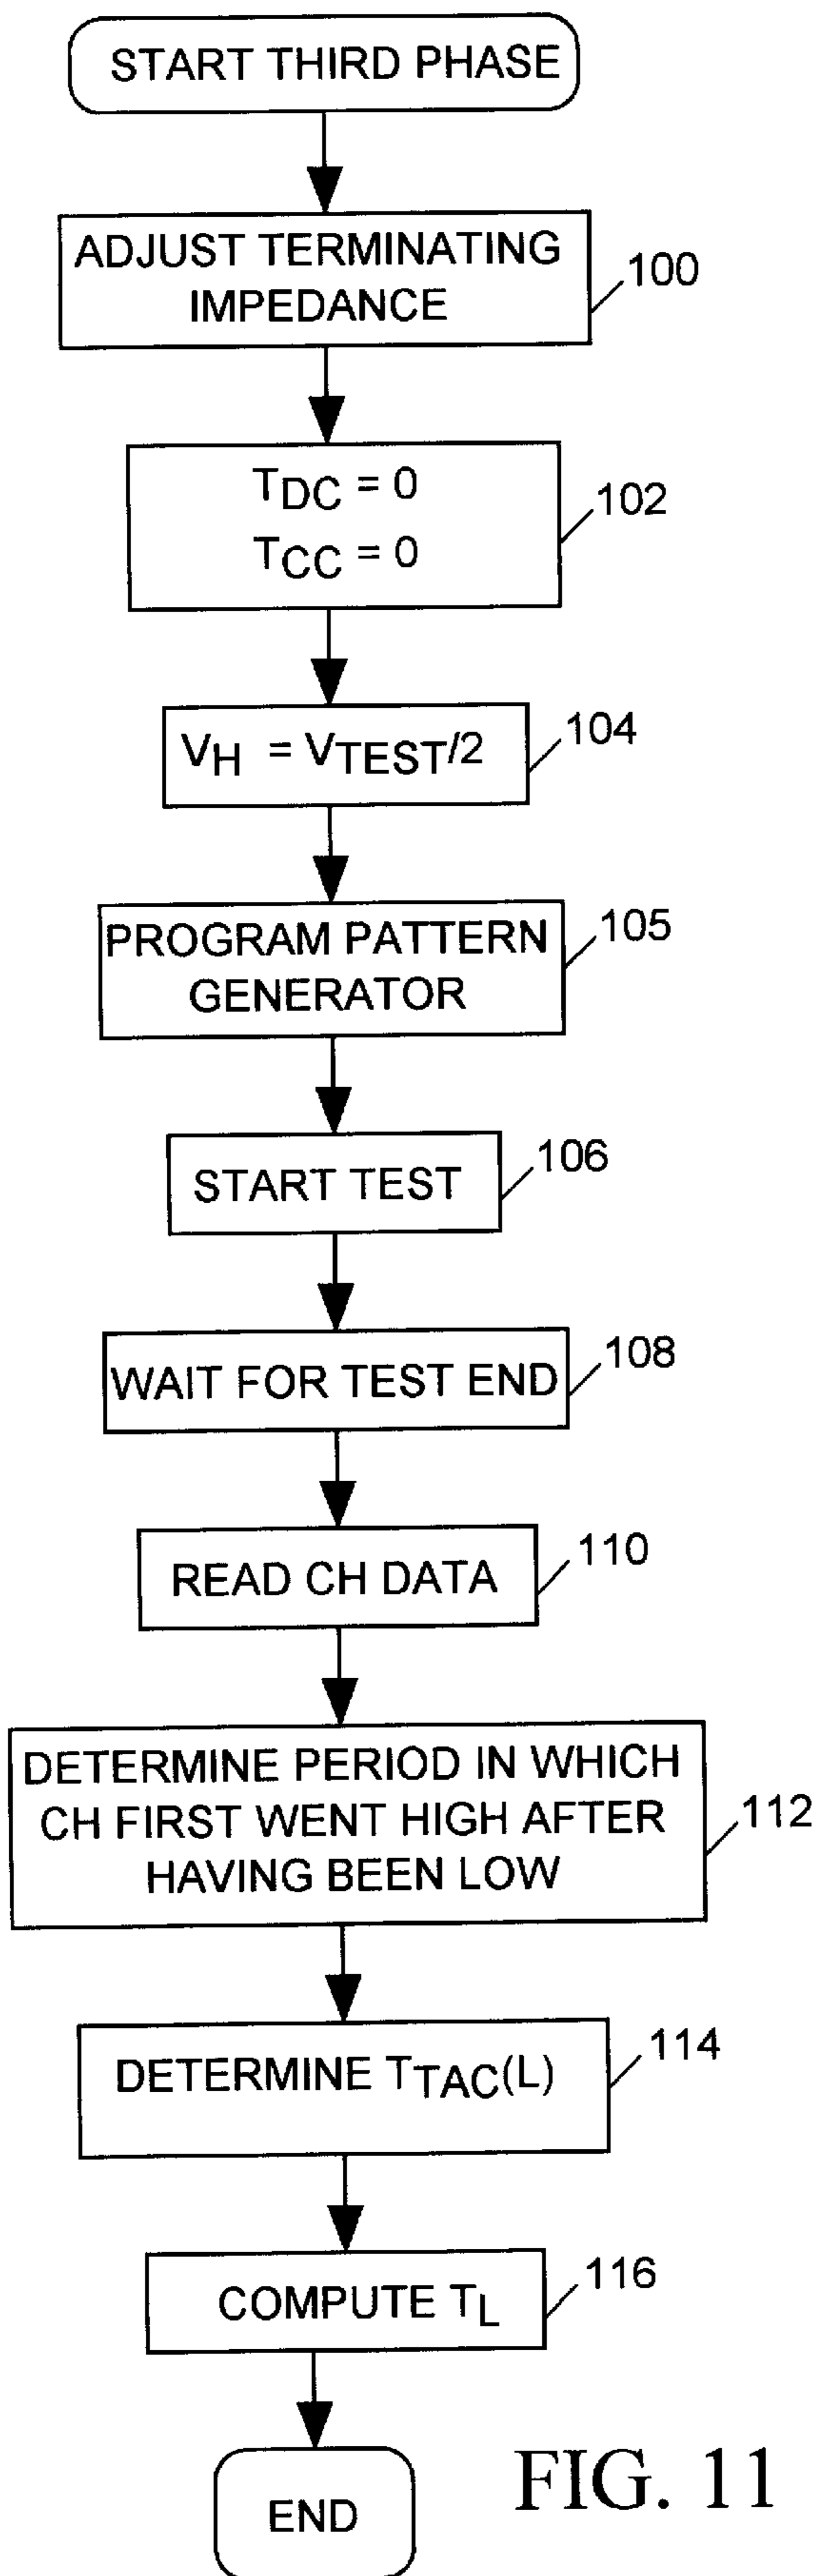 START THIRD PHASE
ADJUST TERMINATING
IMPEDANCE
100
TDC = 0
TCC = 0
102
VH = VTEST/2
104
PROGRAM PATTERN
GENERATOR
105
START TEST
106
WAIT FOR TEST END
108
READ CH DATA
110
DETERMINE PERIOD IN WHICH
CH FIRST WENT HIGH AFTER
HAVING BEEN LOW
112
DETERMINE TTAC(L)
114
COMPUTE TL
116
END
FIG. 11